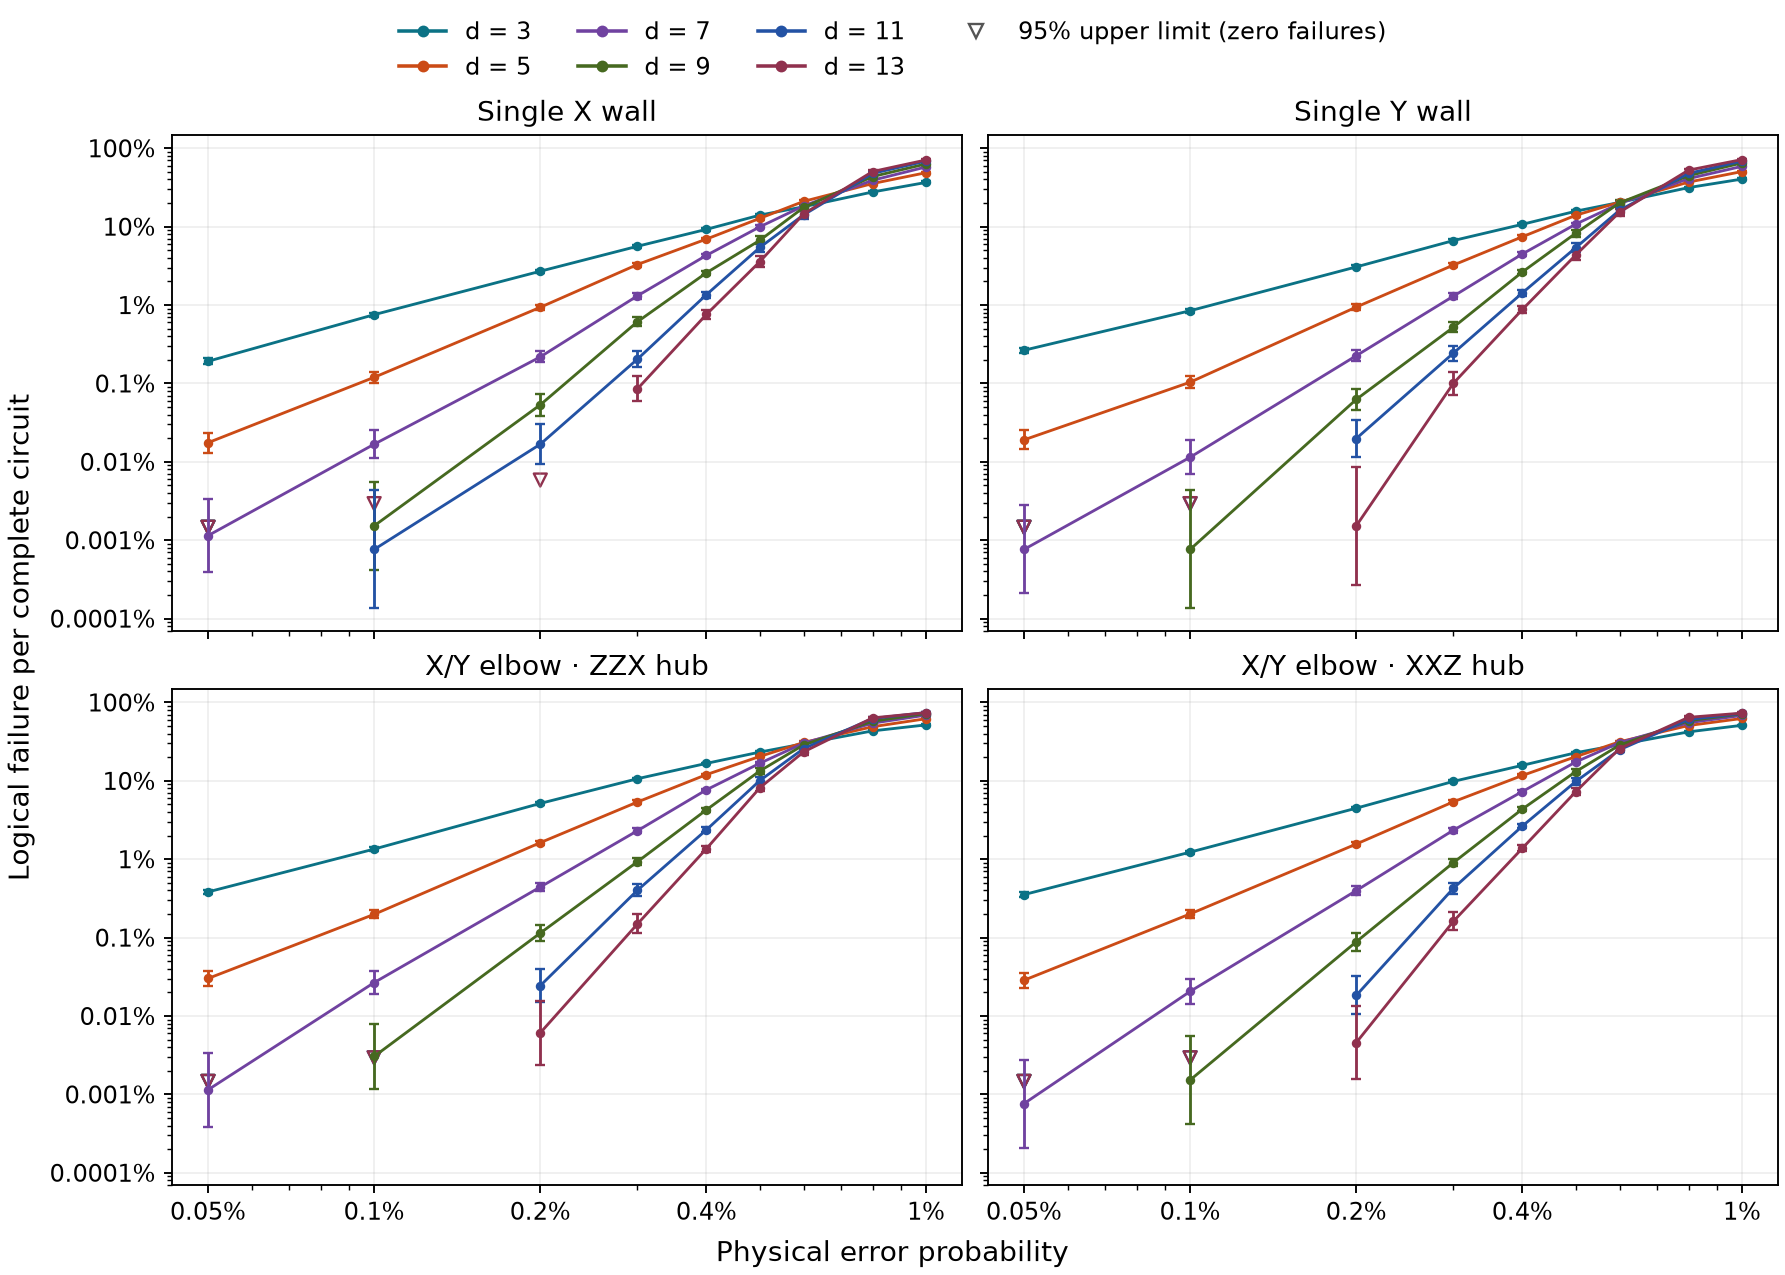 d = 3 d = 7 d = 11 95% upper limit (zero failures)
d = 5 d = 9 d = 13
Single X wall
Single Y wall
100%
10%
1%
0.1%
0.01%
0.001%
0.0001%
Logical failure per complete circuit
X/Y elbow · ZZX hub
X/Y elbow · XXZ hub
100%
10%
1%
0.1%
0.01%
0.001%
0.0001%
0.05% 0.1% 0.2% 0.4% 1%
0.05% 0.1% 0.2% 0.4% 1%
Physical error probability